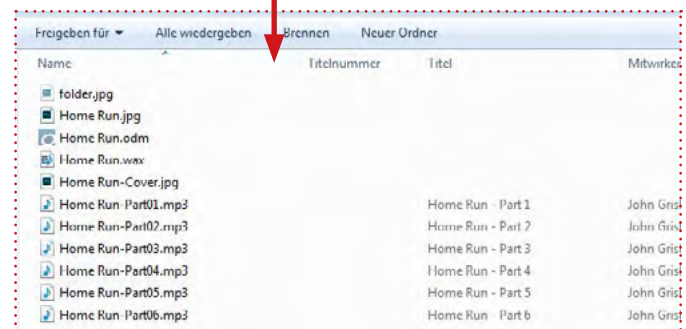 Freigeben für Alle wiedergeben Brennen Neuer Ordner
Name Titelnummer Titel Mitwirken
folder.jpg
Home Run.jpg
Home Run.odm
Home Run.wax
Home Run-Cover.jpg
Home Run-Part01.mp3 Home Run - Part 1 John Gris
Home Run-Part02.mp3 Home Run - Part 2 John Gris
Home Run-Part03.mp3 Home Run - Part 3 John Gris
Home Run-Part04.mp3 Home Run - Part 4 John Gris
Home Run-Part05.mp3 Home Run - Part 5 John Gris
Home Run-Part06.mp3 Home Run - Part 6 John Gris